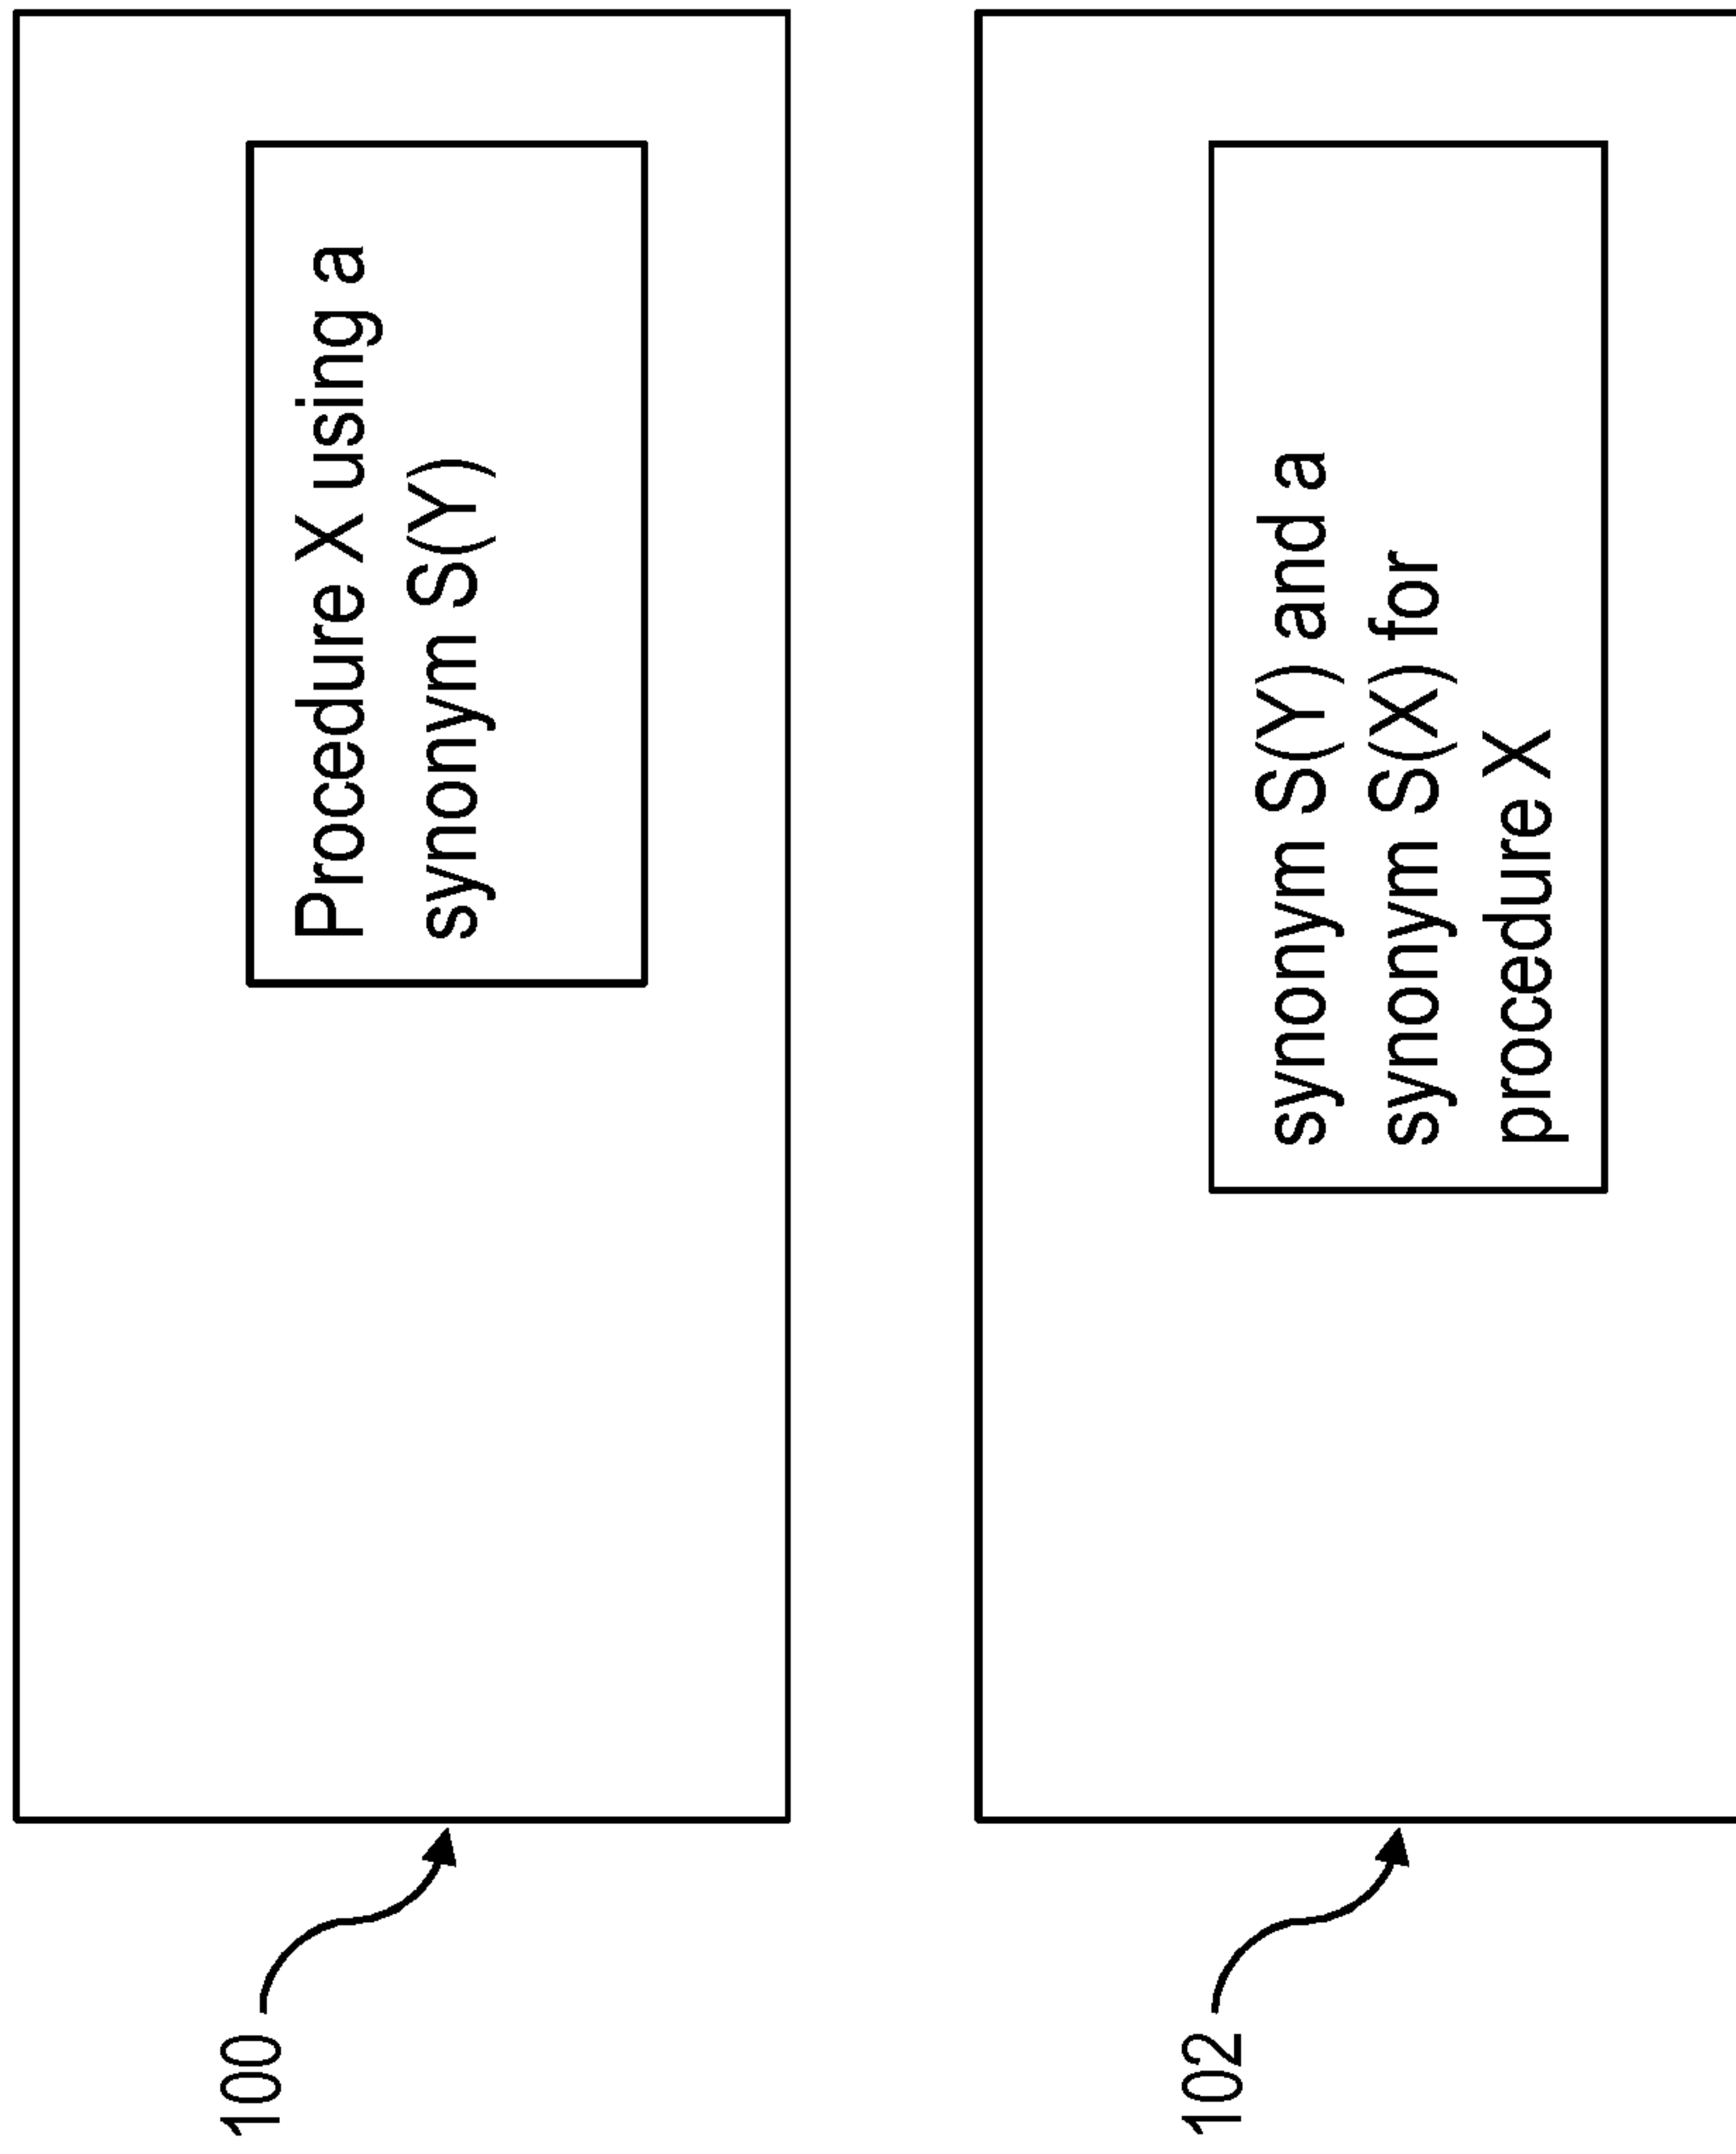 100
Procedure X using a
synonym S(Y)
102
synonym S(Y) and a
synonym S(X) for
procedure X